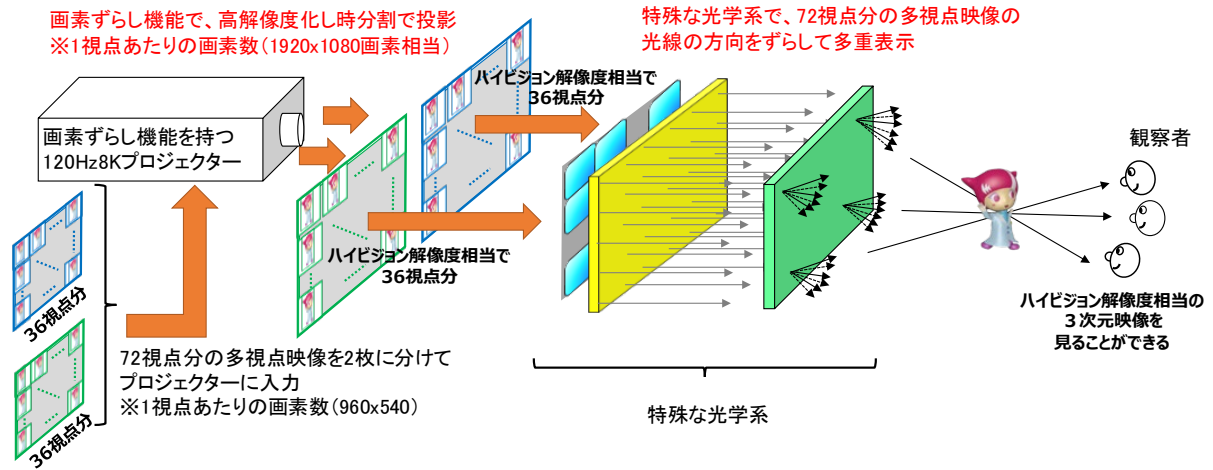 画素ずらし機能で、高解像度化し時分割で投影
※1視点あたりの画素数(1920x1080画素相当)
特殊な光学系で、72視点分の多視点映像の
光線の方向をずらして多重表示
画素ずらし機能を持つ
120Hz8Kプロジェクター
ハイビジョン解像度相当で
36視点分
ハイビジョン解像度相当で
36視点分
観察者
36視点分
36視点分
72視点分の多視点映像を2枚に分けて
プロジェクターに入力
※1視点あたりの画素数(960x540)
特殊な光学系
ハイビジョン解像度相当の
3次元映像を
見ることができる